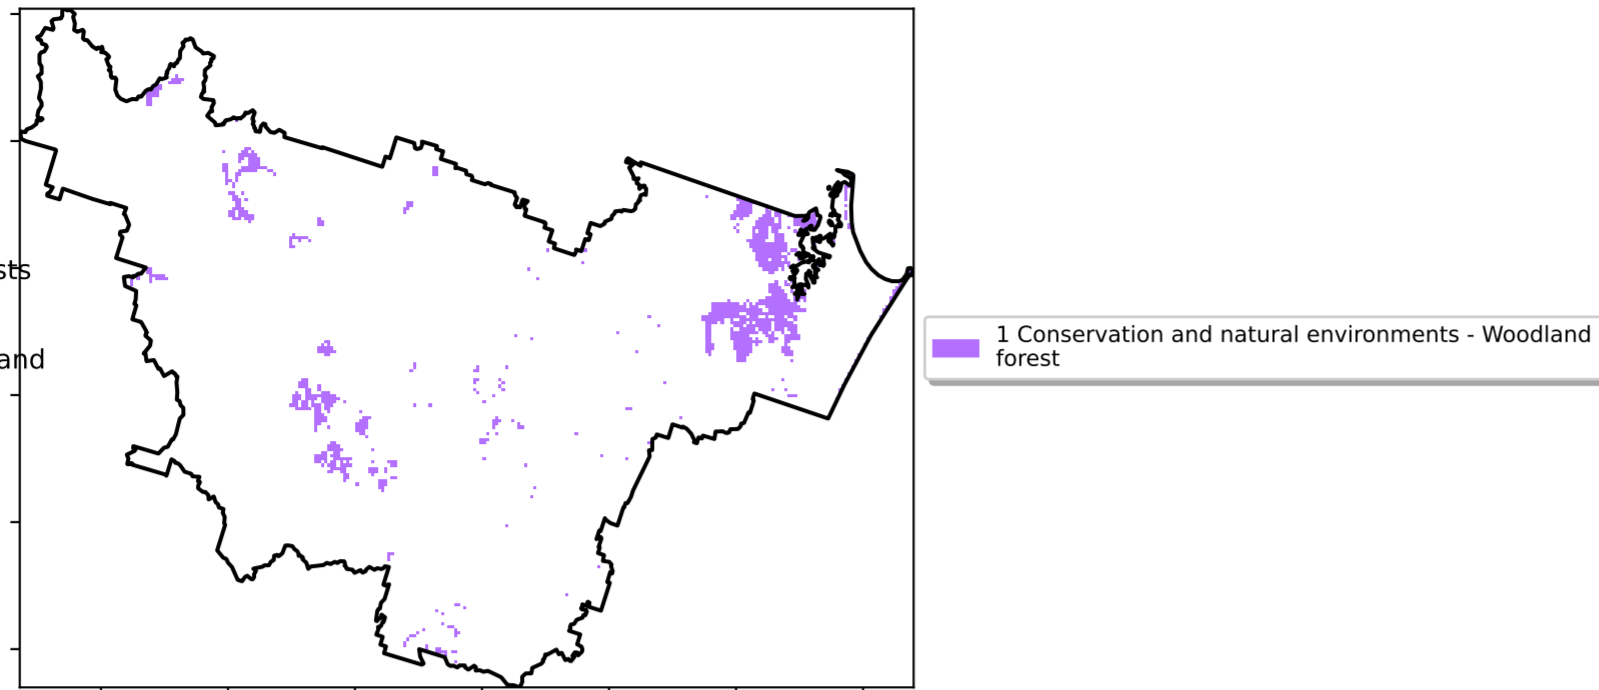 sts
and
1 Conservation and natural environments - Woodland
forest